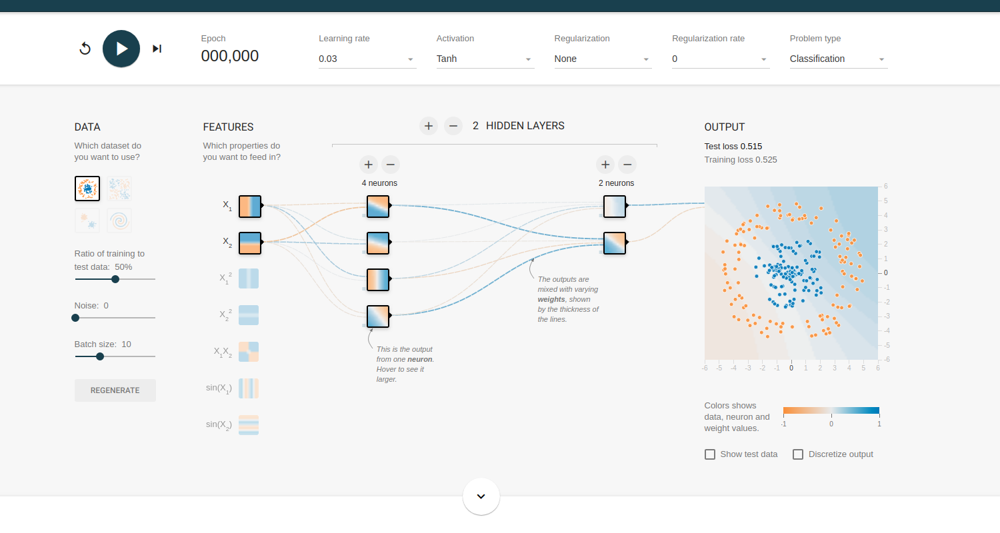 Epoch
000,000
Learning rate
0.03
Activation
Tanh
Regularization
None
Regularization rate
0
Problem type
Classification
DATA
Which dataset do
you want to use?
Ratio of training to
test data: 50%
Noise: 0
Batch size: 10
REGENERATE
FEATURES
Which properties do
you want to feed in?
X1
X2
X1 2
X2 2
X1X2
sin(X1)
sin(X2)
+ − 2 HIDDEN LAYERS
+ −
4 neurons
+ −
2 neurons
This is the output
from one neuron.
Hover to see it
larger.
The outputs are
mixed with varying
weights, shown
by the thickness of
the lines.
OUTPUT
Test loss 0.515
Training loss 0.525
6
5
4
3
2
1
0
-1
-2
-3
-4
-5
-6
-6 -5 -4 -3 -2 -1 0 1 2 3 4 5 6
Colors shows
data, neuron and
weight values.
-1 0 1
Show test data
Discretize output